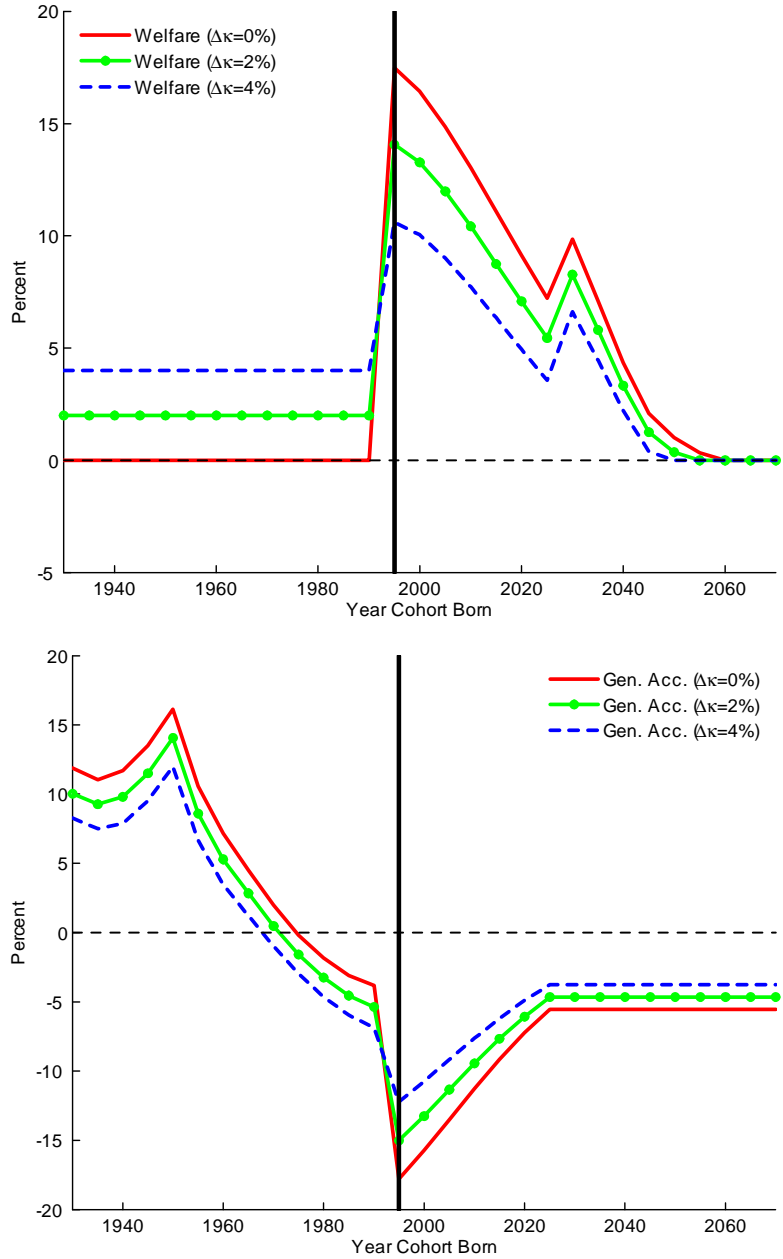 20
Welfare (Δκ=0%)
Welfare (Δκ=2%)
Welfare (Δκ=4%)
15
10
Percent
5
0
-5
1940 1960 1980 2000 2020 2040 2060
Year Cohort Born
20
Gen. Acc. (Δκ=0%)
Gen. Acc. (Δκ=2%)
Gen. Acc. (Δκ=4%)
15
10
5
0
Percent
-5
-10
-15
-20
1940 1960 1980 2000 2020 2040 2060
Year Cohort Born